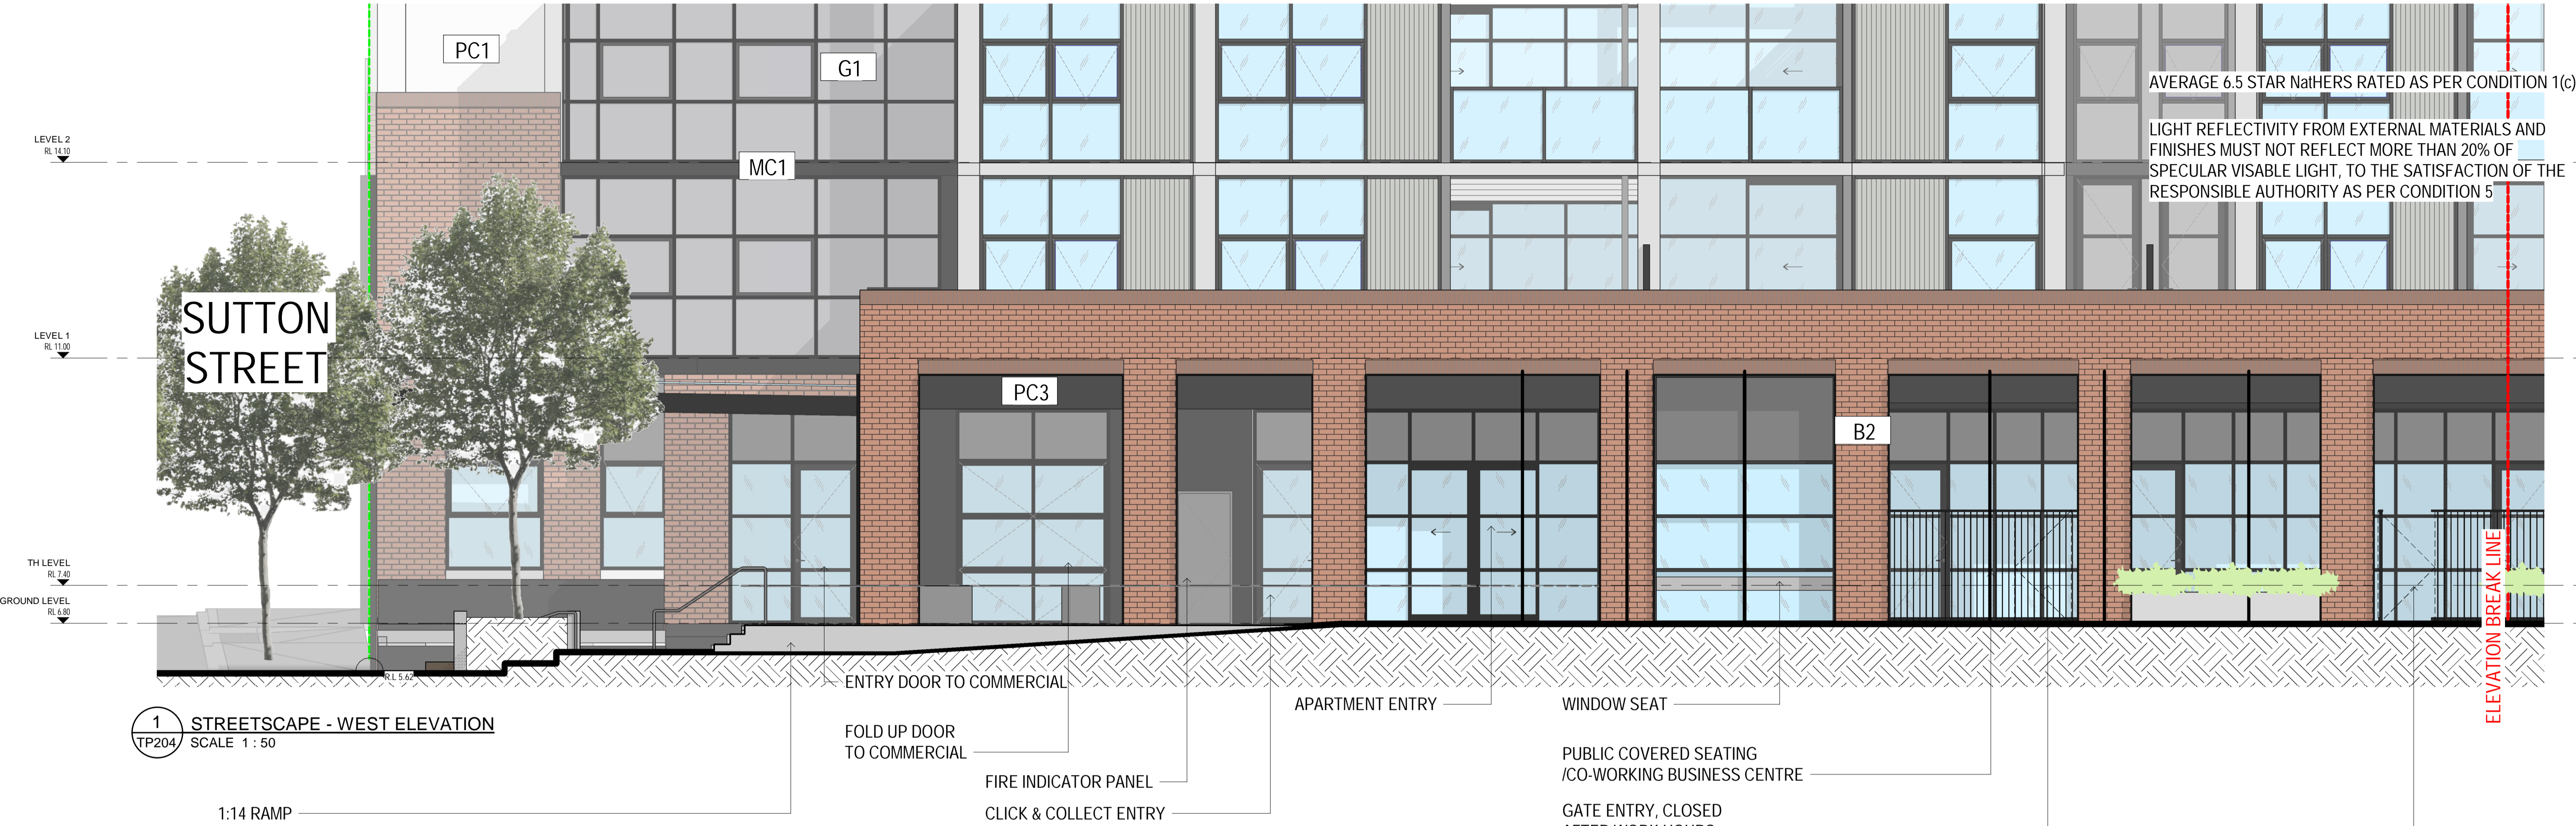 PC1
G1
AVERAGE 6.5 STAR NatHERS RATED AS PER CONDITION 1(c)
LIGHT REFLECTIVITY FROM EXTERNAL MATERIALS AND
FINISHES MUST NOT REFLECT MORE THAN 20% OF
SPECULAR VISABLE LIGHT, TO THE SATISFACTION OF THE
RESPONSIBLE AUTHORITY AS PER CONDITION 5
LEVEL 2
RL 14.10
MC1
SUTTON
STREET
LEVEL 1
RL 11.00
PC3
B2
TH LEVEL
RL 7.40
GROUND LEVEL
RL 6.80
R.L 5.62
ELEVATION BREAK LINE
ENTRY DOOR TO COMMERCIAL
APARTMENT ENTRY
WINDOW SEAT
1
TP204
STREETSCAPE - WEST ELEVATION
SCALE 1 : 50
FOLD UP DOOR
TO COMMERCIAL
PUBLIC COVERED SEATING
/CO-WORKING BUSINESS CENTRE
FIRE INDICATOR PANEL
1:14 RAMP
CLICK & COLLECT ENTRY
GATE ENTRY, CLOSED